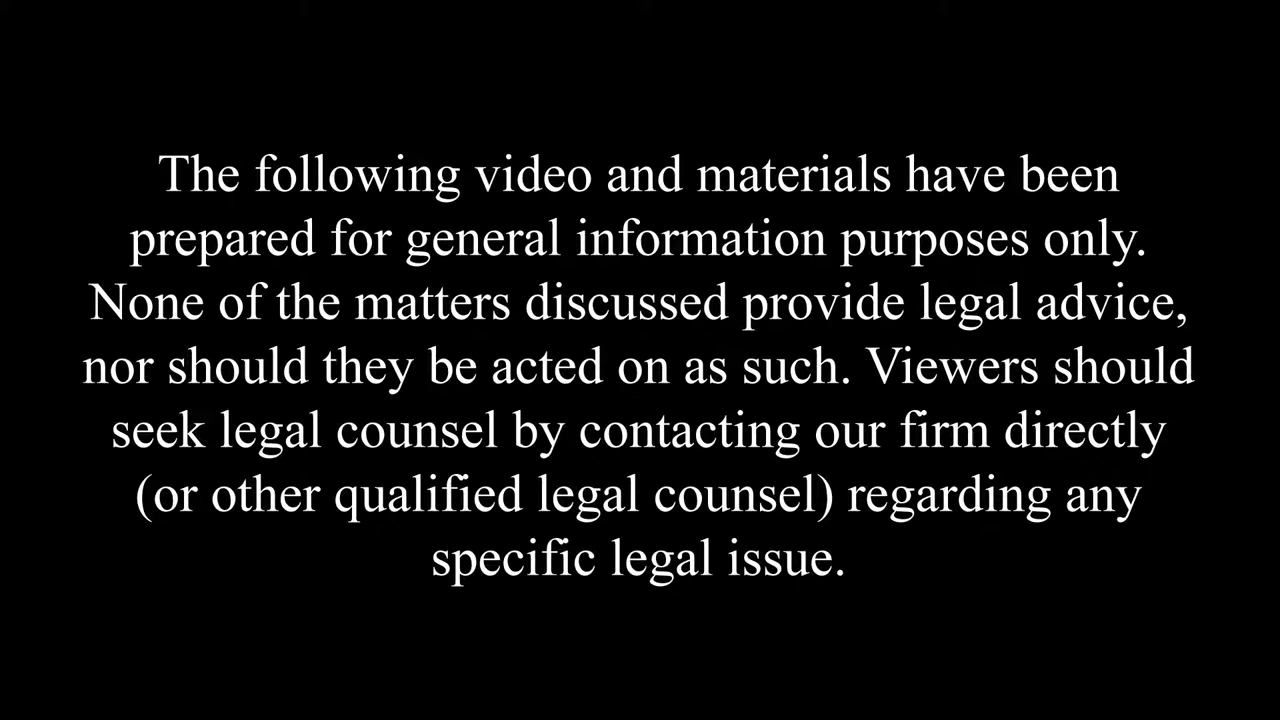 The following video and materials have been
prepared for general information purposes only.
None of the matters discussed provide legal advice,
nor should they be acted on as such. Viewers should
seek legal counsel by contacting our firm directly
(or other qualified legal counsel) regarding any
specific legal issue.